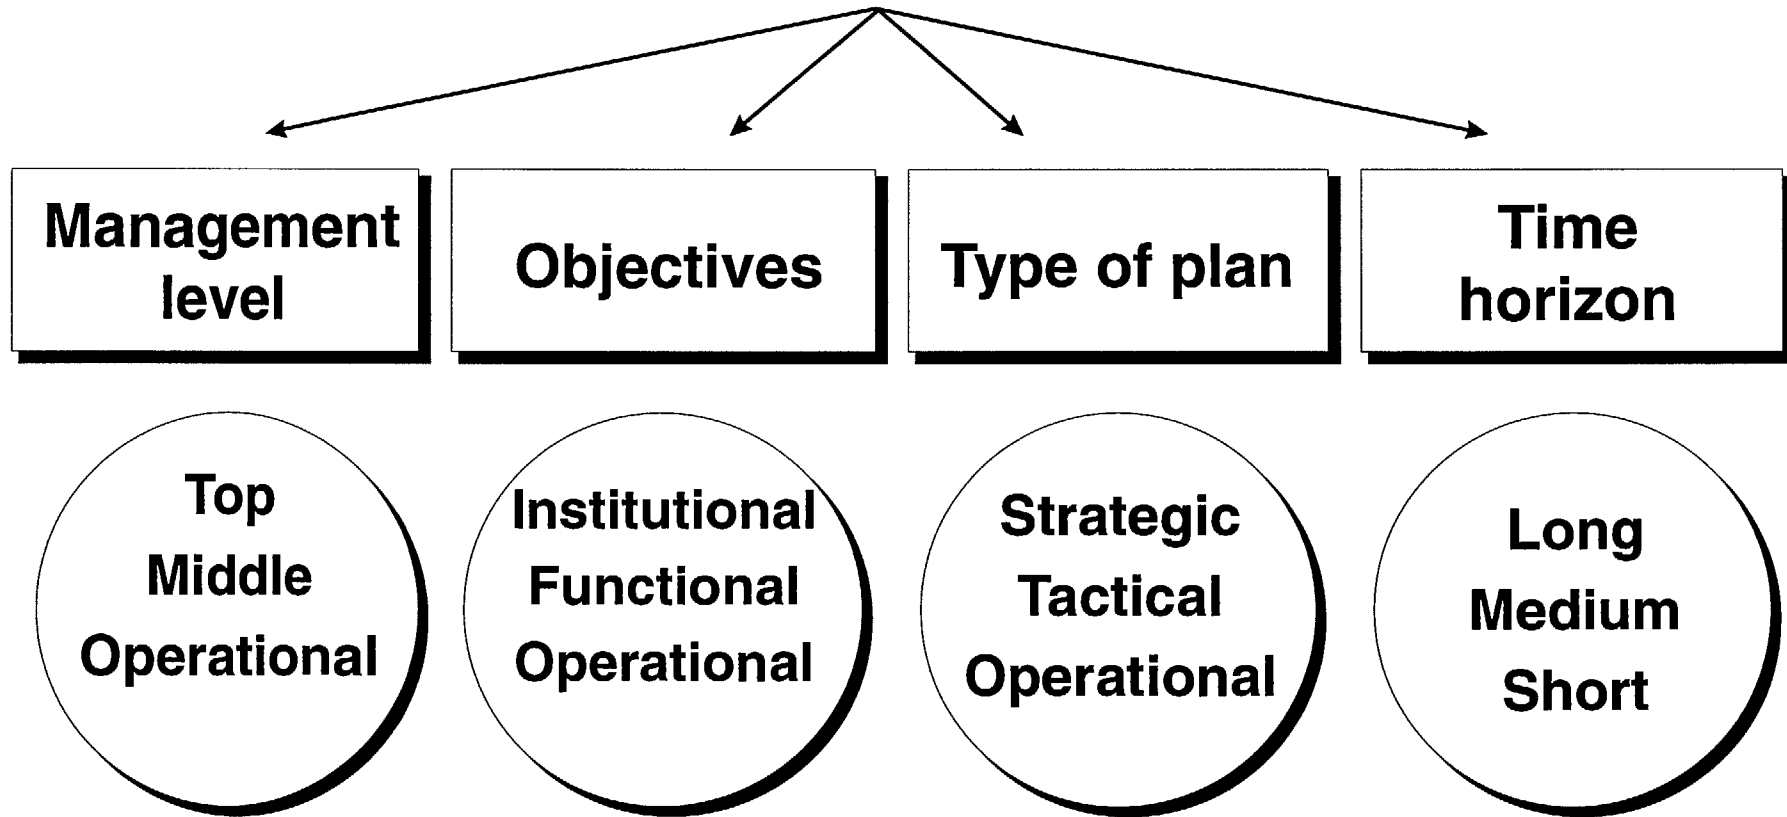 Management
level
Objectives
Type of plan
Time
horizon
Top
Middle
Operational
Institutional
Functional
Operational
Strategic
Tactical
Operational
Long
Medium
Short